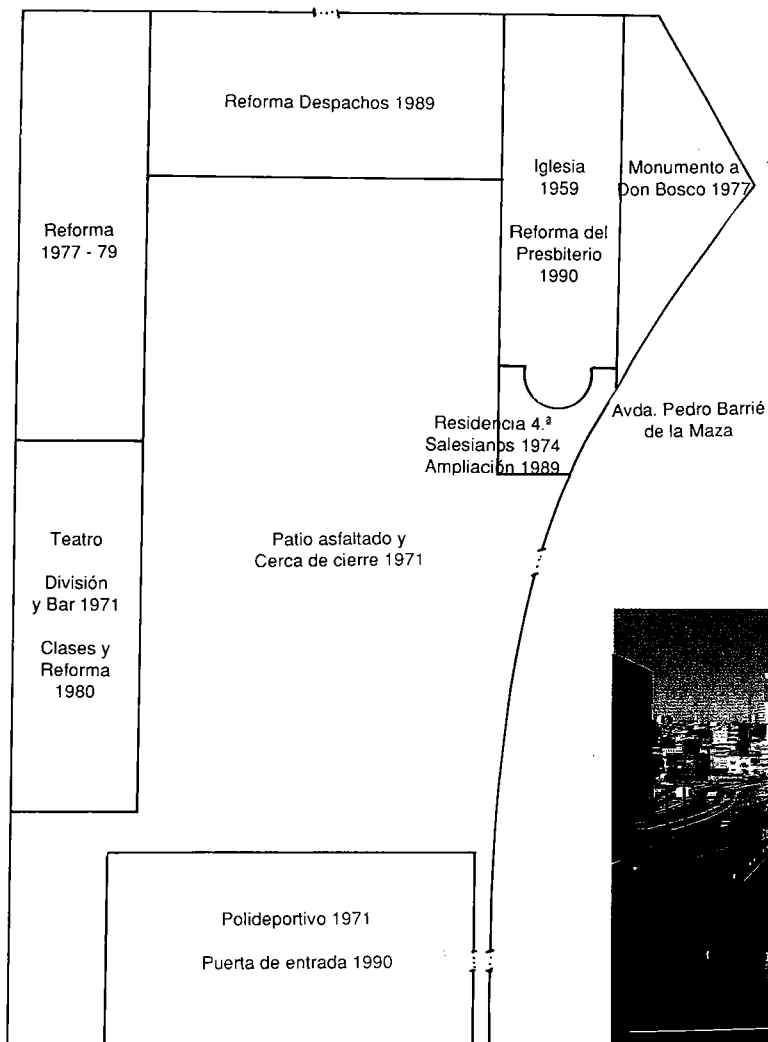 Reforma Despachos 1989
Iglesia
1959
Reforma del
Presbiterio
1990
Monumento a
Don Bosco 1977
Reforma
1977 - 79
Residencia 4.ª
Salesianos 1974
Ampliación 1989
Avda. Pedro Barrié
de la Maza
Teatro
División
y Bar 1971
Clases y
Reforma
1980
Patio asfaltado y
Cerca de cierre 1971
Polideportivo 1971
Puerta de entrada 1990